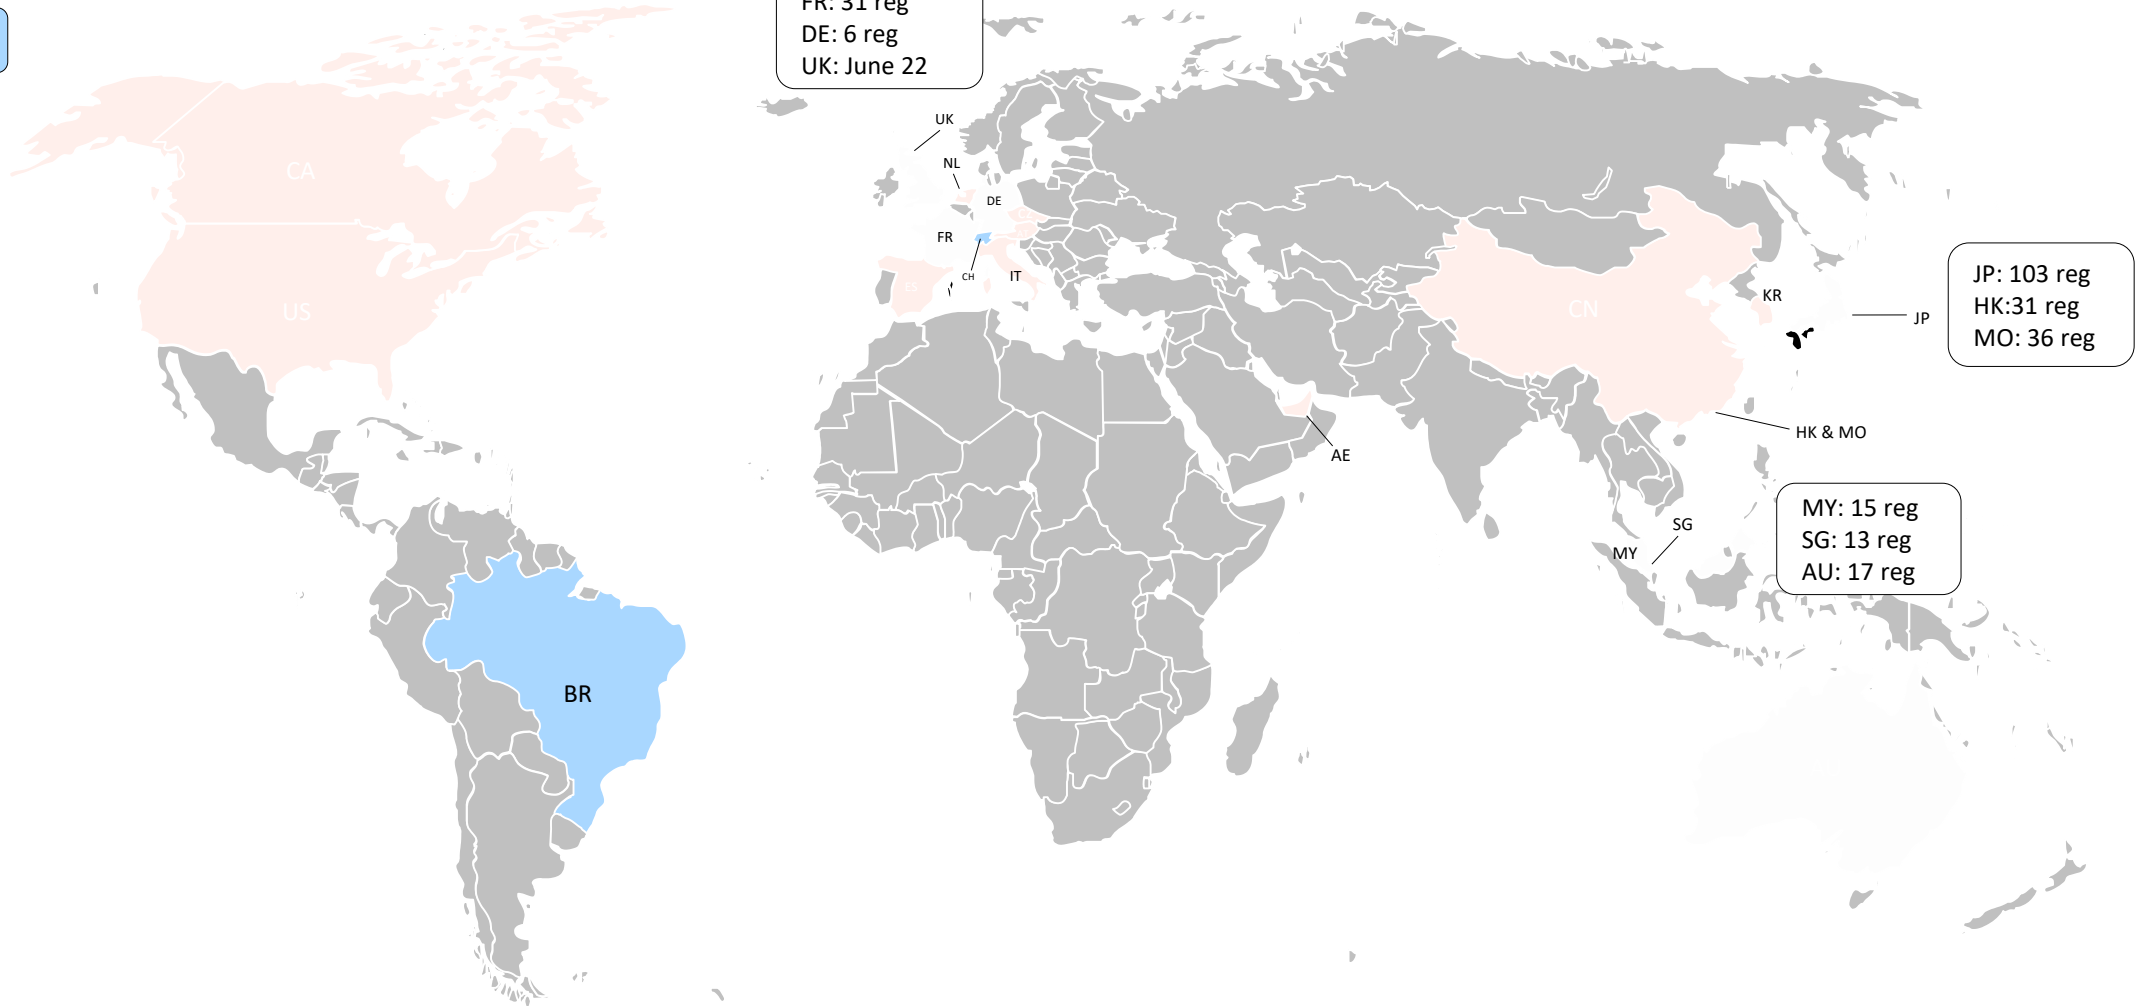 FR: 31 reg
DE: 6 reg
UK: June 22
UK
NL
DE
CA
FR
CH
IT
ES
US
CN
KR
JP
JP: 103 reg
HK:31 reg
MO: 36 reg
HK & MO
AE
SG
MY
MY: 15 reg
SG: 13 reg
AU: 17 reg
BR